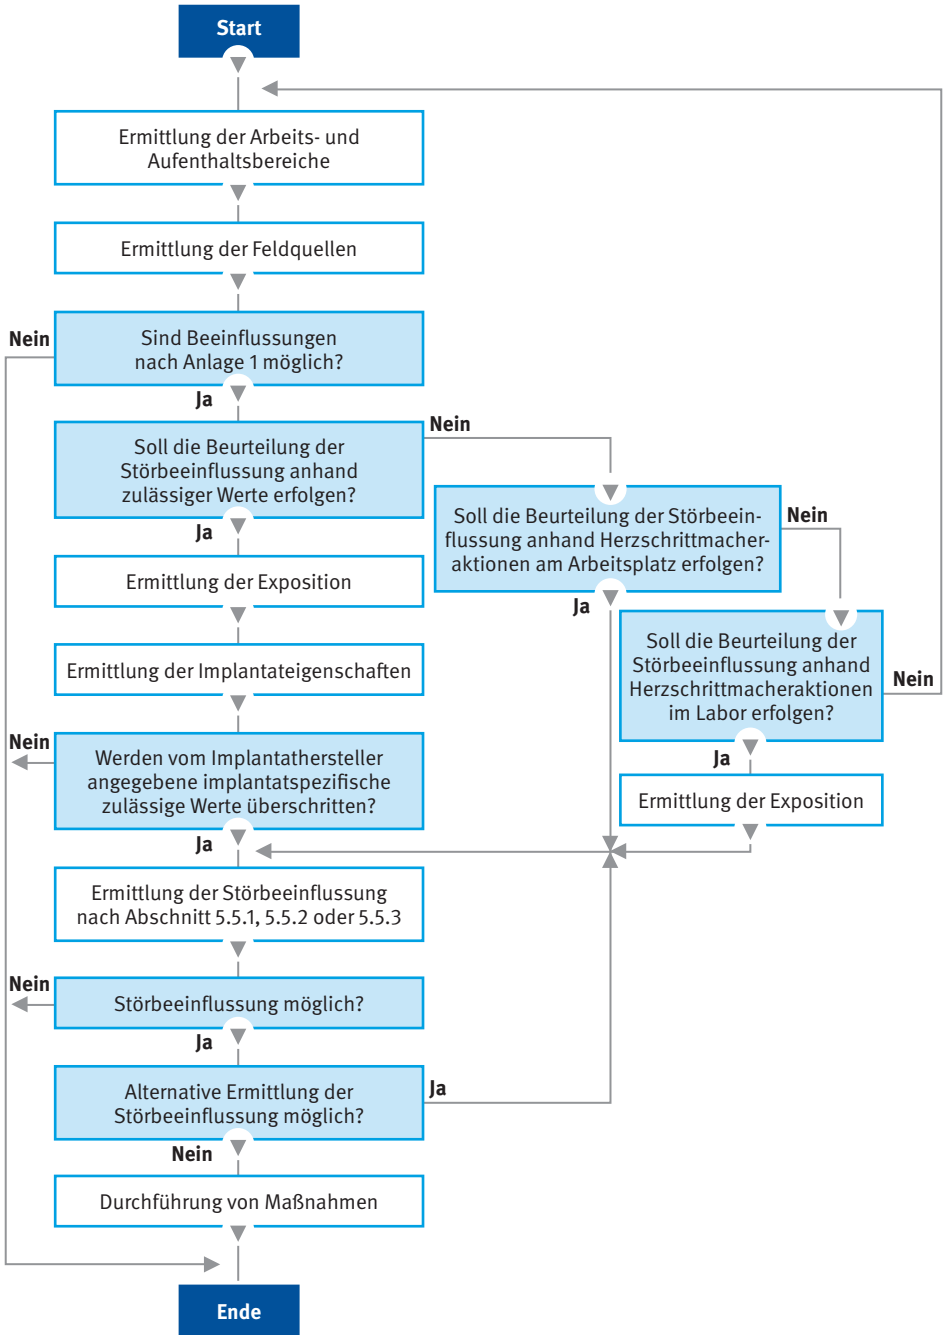 Start
Ermittlung der Arbeits- und
Aufenthaltsbereiche
Ermittlung der Feldquellen
Nein
Sind Beeinflussungen
nach Anlage 1 möglich?
Ja
Nein
Soll die Beurteilung der
Störbeeinflussung anhand
zulässiger Werte erfolgen?
Ja
Soll die Beurteilung der Störbeein-
flussung anhand Herzschrittmacher-
aktionen am Arbeitsplatz erfolgen?
Nein
Ja
Ermittlung der Exposition
Soll die Beurteilung der
Störbeeinflussung anhand
Herzschrittmacheraktionen
im Labor erfolgen?
Nein
Ja
Ermittlung der Exposition
Ermittlung der Implantateigenschaften
Nein
Werden vom Implantathersteller
angegebene implantatspezifische
zulässige Werte überschritten?
Ja
Ermittlung der Störbeeinflussung
nach Abschnitt 5.5.1, 5.5.2 oder 5.5.3
Nein
Störbeeinflussung möglich?
Ja
Alternative Ermittlung der
Störbeeinflussung möglich?
Ja
Nein
Durchführung von Maßnahmen
Ende